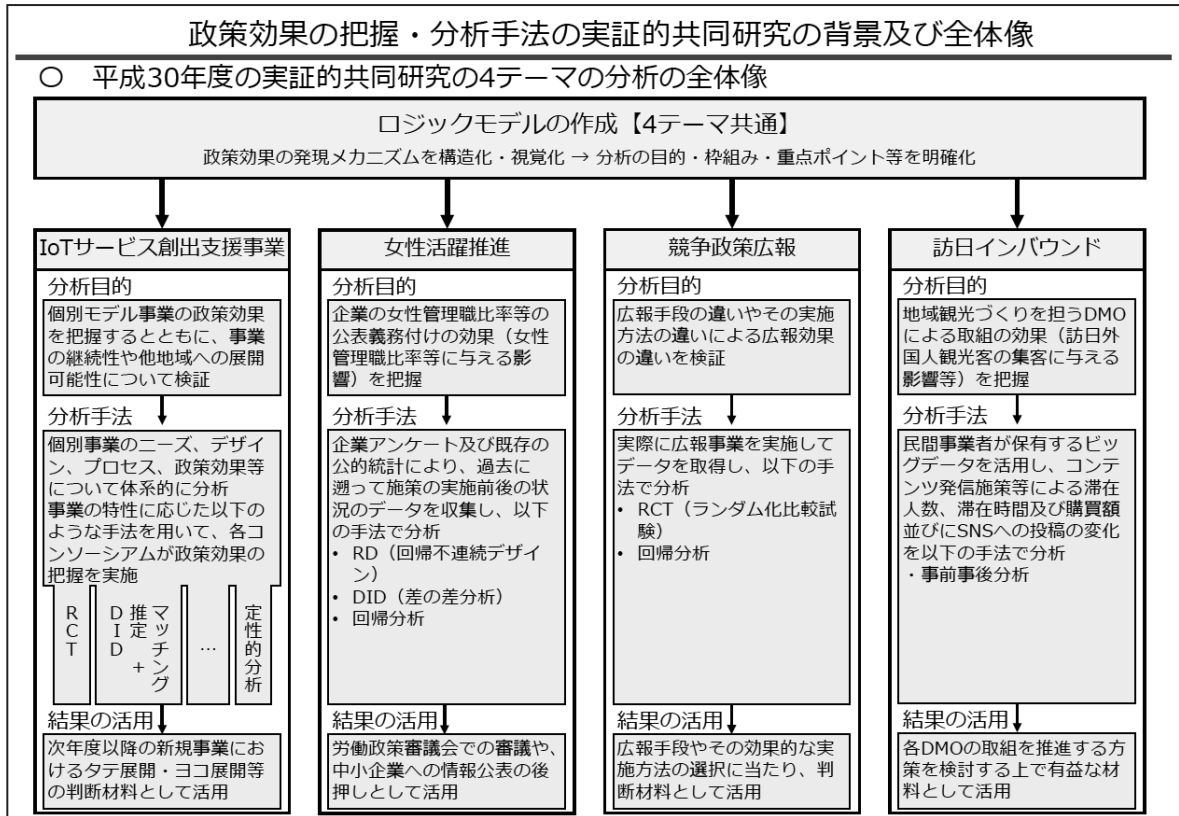 政策効果の把握・分析手法の実証的共同研究の背景及び全体像
〇 平成30年度の実証的共同研究の4テーマの分析の全体像
ロジックモデルの作成【4テーマ共通】
政策効果の発現メカニズムを構造化・視覚化 → 分析の目的・枠組み・重点ポイント等を明確化
IoTサービス創出支援事業
分析目的
個別モデル事業の政策効果
を把握するとともに、事業
の継続性や他地域への展開
可能性について検証
分析手法
個別事業のニーズ、デザイ
ン、プロセス、政策効果等
について体系的に分析
事業の特性に応じた以下の
ような手法を用いて、各コ
ンソーシアムが政策効果の
把握を実施
RCT
マッチング+
DID推定
…
定性的分析
結果の活用
次年度以降の新規事業にお
けるタテ展開・ヨコ展開等
の判断材料として活用
女性活躍推進
分析目的
企業の女性管理職比率等の
公表義務付けの効果（女性
管理職比率等に与える影
響）を把握
分析手法
企業アンケート及び既存の
公的統計により、過去に
遡って施策の実施前後の状
況のデータを収集し、以下
の手法で分析
• RD（回帰不連続デザイ
ン）
• DID（差の差分析）
• 回帰分析
結果の活用
労働政策審議会での審議や、
中小企業への情報公表の後
押しとして活用
競争政策広報
分析目的
広報手段の違いやその実施
方法の違いによる広報効果
の違いを検証
分析手法
実際に広報事業を実施して
データを取得し、以下の手
法で分析
• RCT（ランダム化比較試
験）
• 回帰分析
結果の活用
広報手段やその効果的な実
施方法の選択に当たり、判
断材料として活用
訪日インバウンド
分析目的
地域観光づくりを担うDMO
による取組の効果（訪日外
国人観光客の集客に与える
影響等）を把握
分析手法
民間事業者が保有するビッ
グデータを活用し、コンテ
ンツ発信施策等による滞在
人数、滞在時間及び購買額
並びにSNSへの投稿の変化
を以下の手法で分析
・事前事後分析
結果の活用
各DMOの取組を推進する方
策を検討する上で有益な材
料として活用